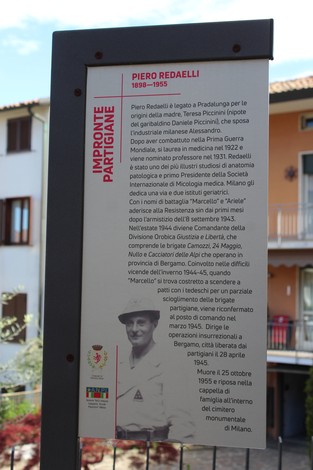 IMPRONTE
PARTIGIANE
PIERO REDAELLI
1898—1955
Piero Redaelli è legato a Pradalunga per le
origini della madre, Teresa Piccinini (nipote
del garibaldino Daniele Piccinini), che sposa
l'industriale milanese Alessandro.
Dopo aver combattuto nella Prima Guerra
Mondiale, si laurea in medicina nel 1922 e
viene nominato professore nel 1931. Redaelli
è stato uno dei più illustri studiosi di anatomia
patologica e primo Presidente della Società
Internazionale di Micologia medica. Milano gli
dedica una via e due istituti geriatrici.
Con i nomi di battaglia "Marcello" e "Ariele"
aderisce alla Resistenza sin dai primi mesi
dopo l'armistizio dell'8 settembre 1943.
Nell'estate 1944 diviene Comandante della
Divisione Orobica Giustizia e Libertà, che
comprende le brigate Camozzi, 24 Maggio,
Nullo e Cacciatori delle Alpi che operano in
provincia di Bergamo. Coinvolto nelle difficili
vicende dell'inverno 1944-45, quando
"Marcello" si trova costretto a scendere a
patti con i tedeschi per un parziale
scioglimento delle brigate
partigiane, viene riconfermato
al posto di comando nel
marzo 1945. Dirige le
operazioni insurrezionali a
Bergamo, città liberata dai
partigiani il 28 aprile
1945.
Muore il 25 ottobre
1955 e riposa nella
cappella di
famiglia all'interno
del cimitero
monumentale
di Milano.